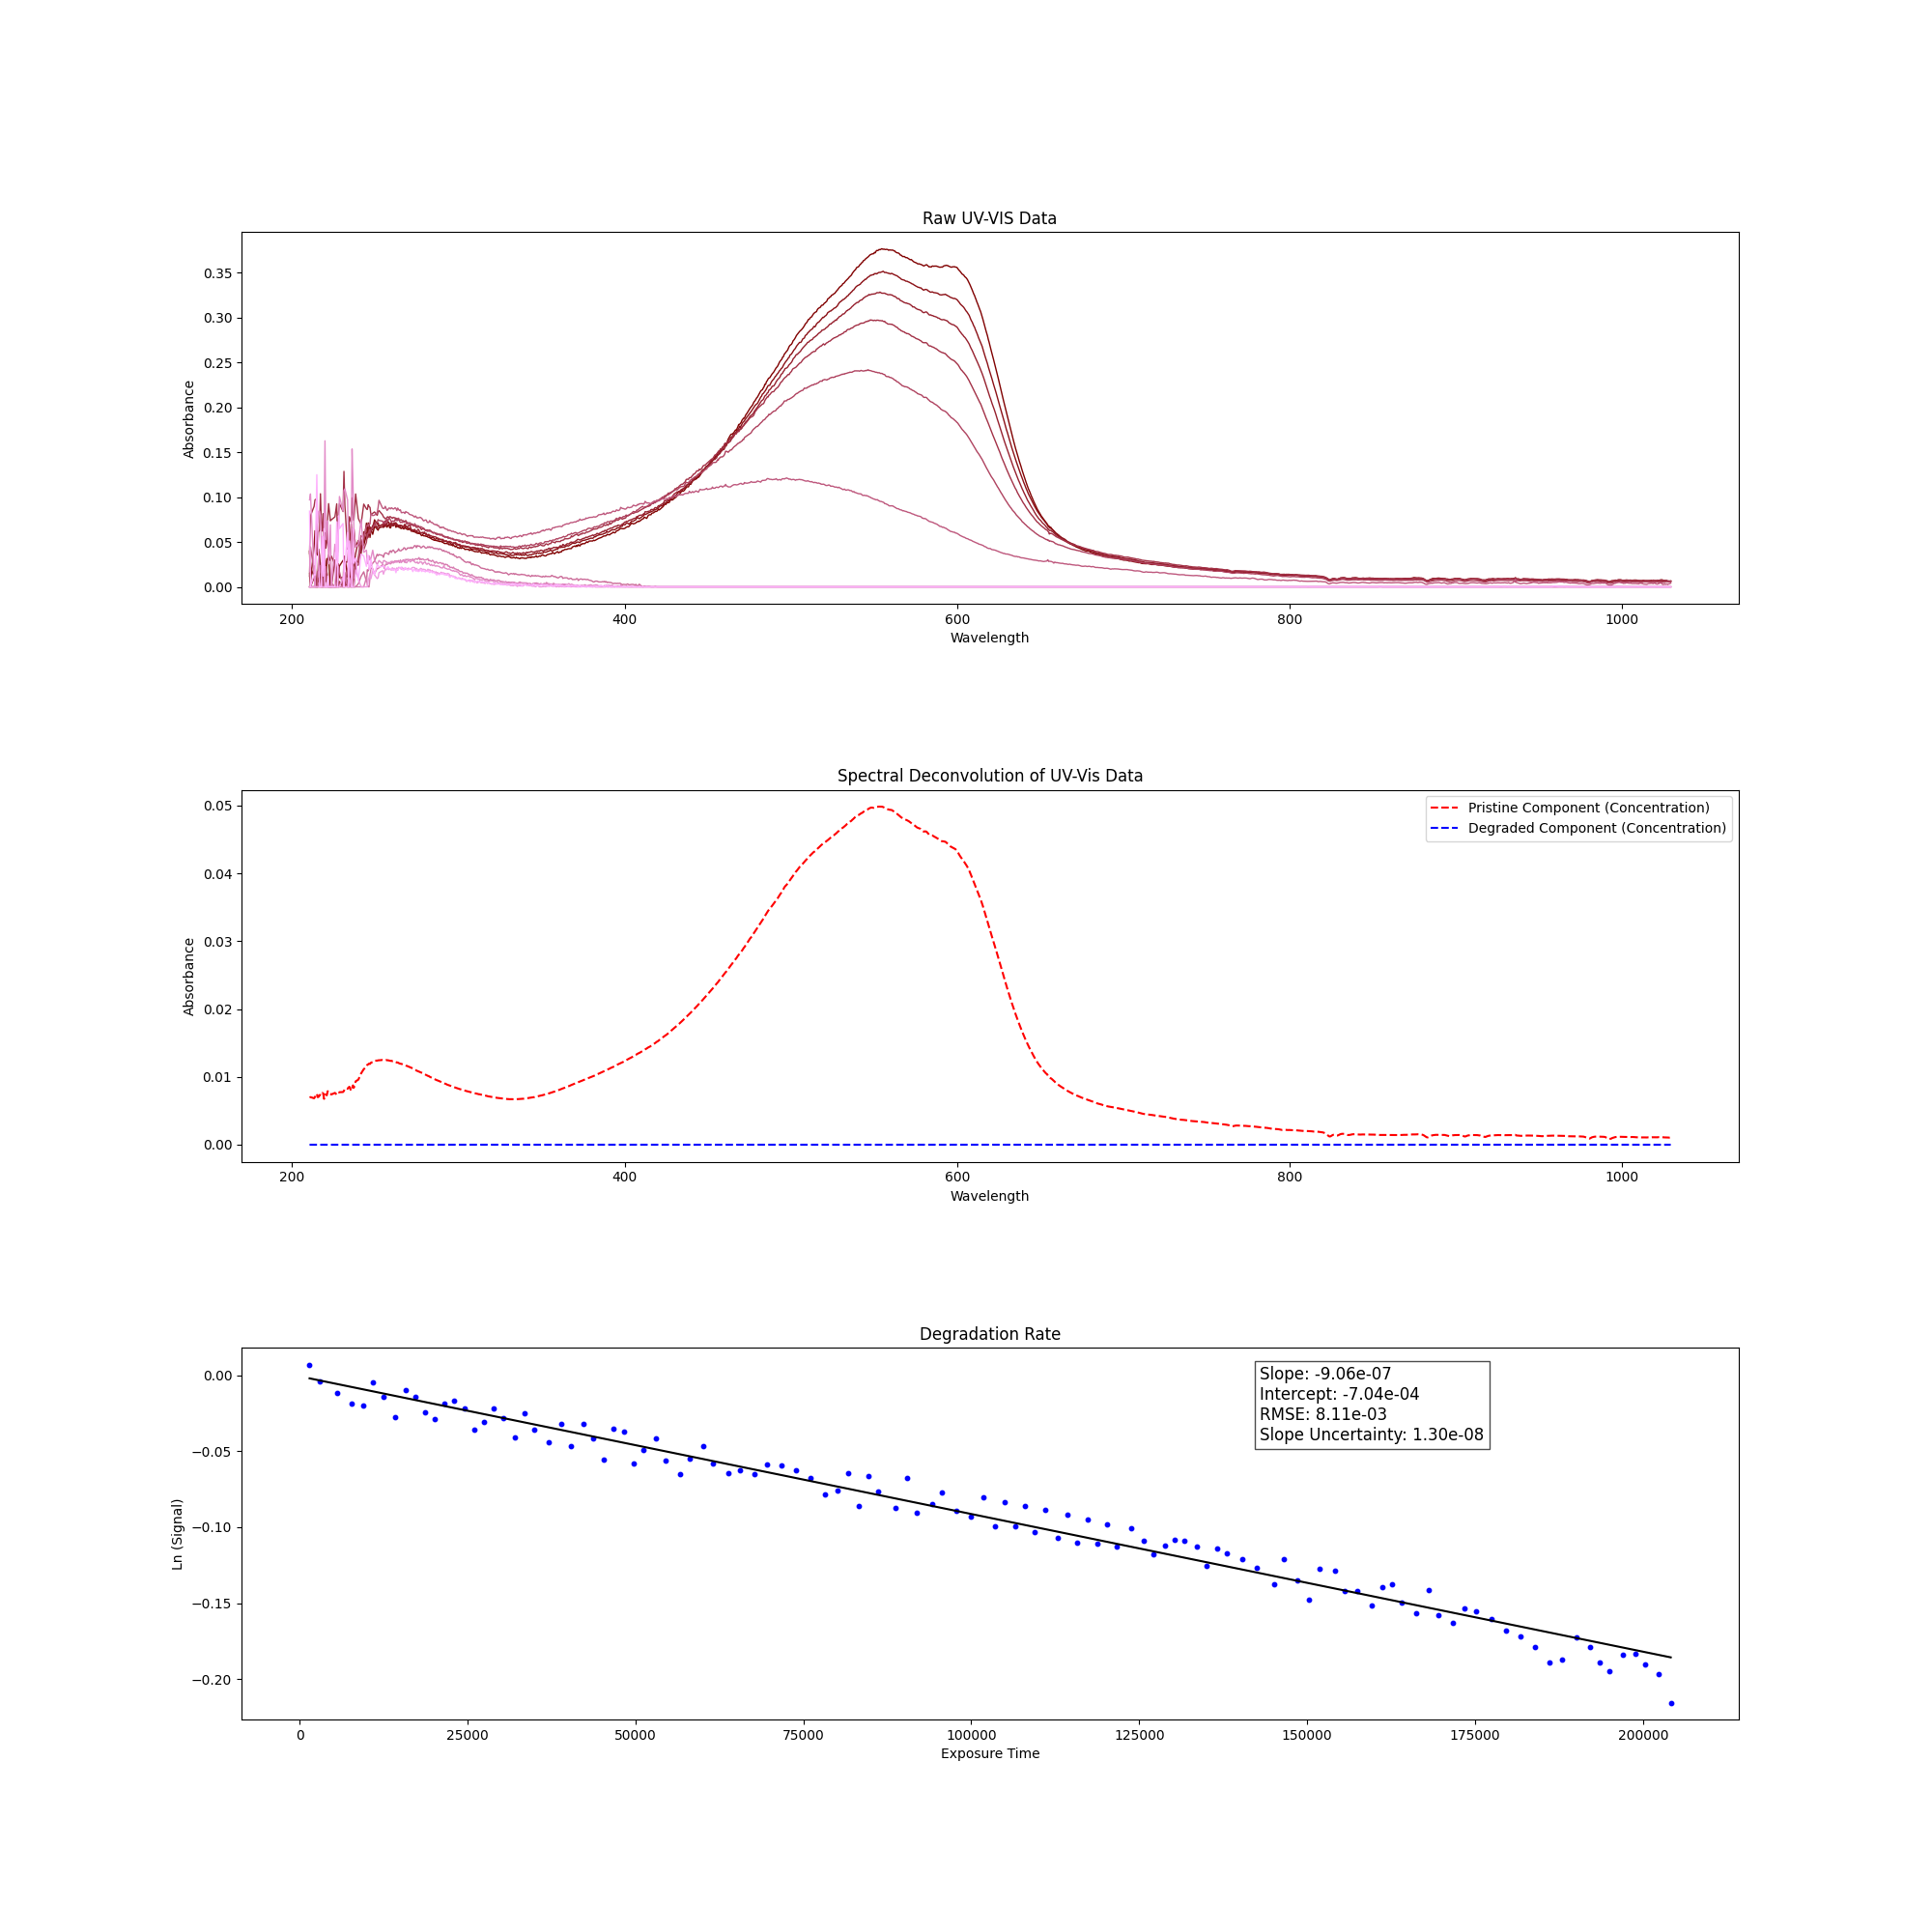 Raw UV-VIS Data
0.35
0.30
0.25
0.20
0.15
0.10
0.05
0.00
Absorbance
200 400 600 800 1000
Wavelength
Spectral Deconvolution of UV-Vis Data
0.05
0.04
0.03
0.02
0.01
0.00
Absorbance
Pristine Component (Concentration)
Degraded Component (Concentration)
200 400 600 800 1000
Wavelength
Degradation Rate
0.00
−0.05
−0.10
−0.15
−0.20
Ln (Signal)
Slope: -9.06e-07
Intercept: -7.04e-04
RMSE: 8.11e-03
Slope Uncertainty: 1.30e-08
0 25000 50000 75000 100000 125000 150000 175000 200000
Exposure Time